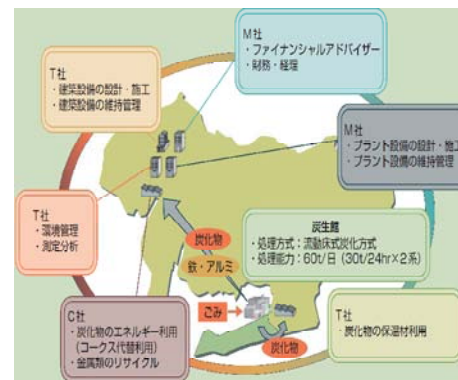 M社
・ファイナンシャルアドバイザー
・財務・経理
T社
・建築設備の設計・施工
・建築設備の維持管理
M社
・プラント設備の設計・施工
・プラント設備の維持管理
T社
・環境管理
・測定分析
炭化物
鉄・アルミ
炭生館
・処理方式:流動床式炭化方式
・処理能力:60t/日(30t/24hr×2系)
ごみ
炭化物
C社
・炭化物のエネルギー利用
(コークス代替利用)
・金属類のリサイクル
T社
・炭化物の保温材利用